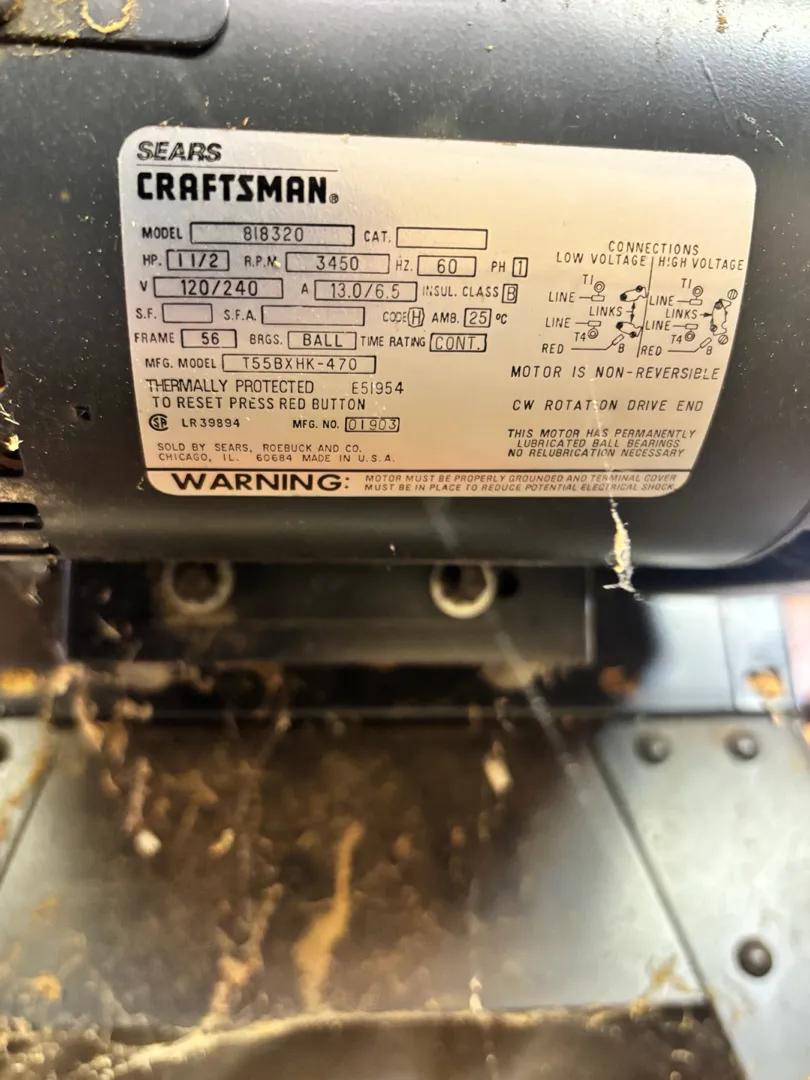 SEARS
CRAFTSMAN®
MODEL 818320 CAT.
HP. 1 1/2 R.P.M. 3450 HZ. 60 PH 1
V 120/240 A 13.0/6.5 INSUL. CLASS B
S.F. S.F.A. CODE H AMB. 25 °C
FRAME 56 BRGS. BALL TIME RATING CONT.
MFG. MODEL T55BXHK-470
THERMALLY PROTECTED E51954
TO RESET PRESS RED BUTTON
SA LR39894 MFG. NO. 01903
SOLD BY SEARS, ROEBUCK AND CO.
CHICAGO, IL. 60684 MADE IN U.S.A.
CONNECTIONS
LOW VOLTAGE HIGH VOLTAGE
T1 T1
LINE LINE
LINKS LINKS
LINE LINE
T4 T4
RED B RED B
MOTOR IS NON-REVERSIBLE
CW ROTATION DRIVE END
THIS MOTOR HAS PERMANENTLY
LUBRICATED BALL BEARINGS
NO RELUBRICATION NECESSARY
WARNING: MOTOR MUST BE PROPERLY GROUNDED AND TERMINAL COVER
MUST BE IN PLACE TO REDUCE POTENTIAL ELECTRICAL SHOCK.